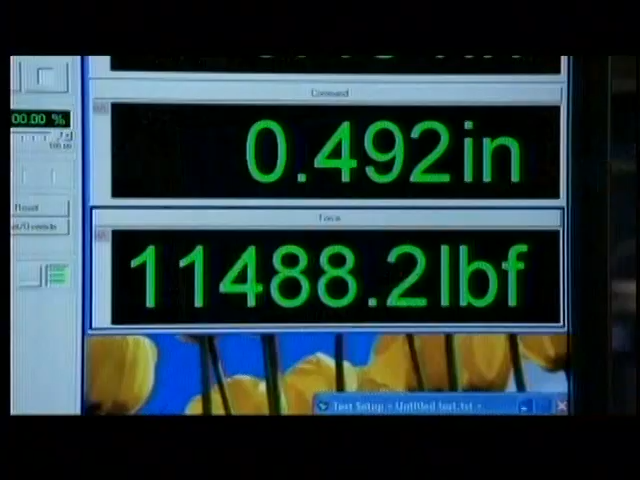 Command
00.00 %
0.492in
Reset
Force
11488.2lbf
Test Setup - Untitled test.tst -